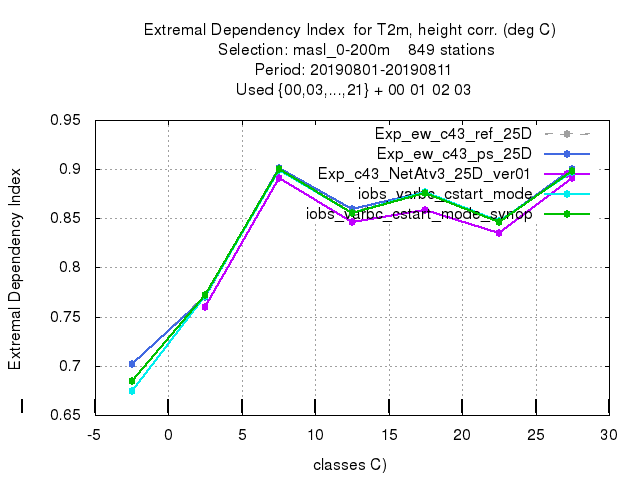 Extremal Dependency Index for T2m, height corr. (deg C)
Selection: masl_0-200m 849 stations
Period: 20190801-20190811
Used {00,03,...,21} + 00 01 02 03
Extremal Dependency Index
0.95
0.9
0.85
0.8
0.75
0.7
0.65
Exp_ew_c43_ref_25D
Exp_ew_c43_ps_25D
Exp_c43_NetAtv3_25D_ver01
iobs_varbc_cstart_mode
iobs_varbc_cstart_mode_synop
-5 0 5 10 15 20 25 30
classes C)